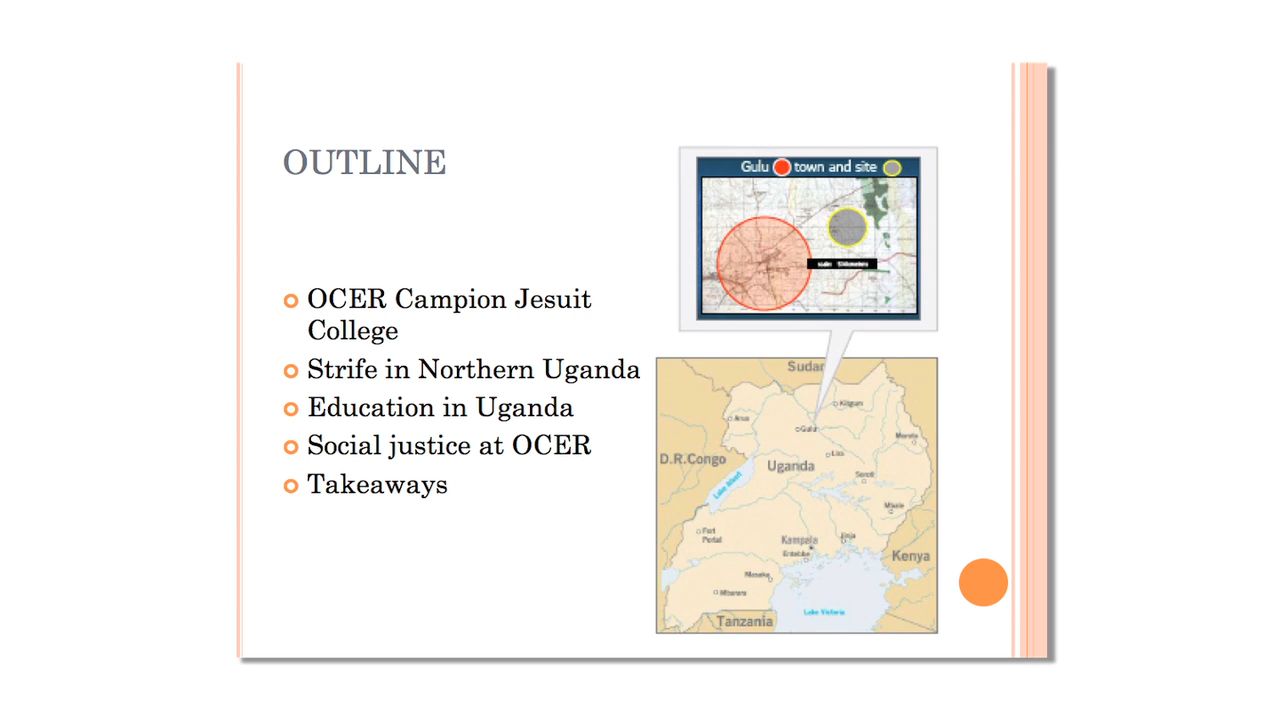 OUTLINE
OCER Campion Jesuit
College
Strife in Northern Uganda
Education in Uganda
Social justice at OCER
Takeaways
Gulu town and site
Sudan
Kitgum
Arua
Gulu
Moroto
Lira
D.R.Congo
Uganda
Soroti
Lake Albert
Mbale
Fort
Portal
Kampala
Jinja
Entebbe
Kenya
Masaka
Mbarara
Lake Victoria
Tanzania